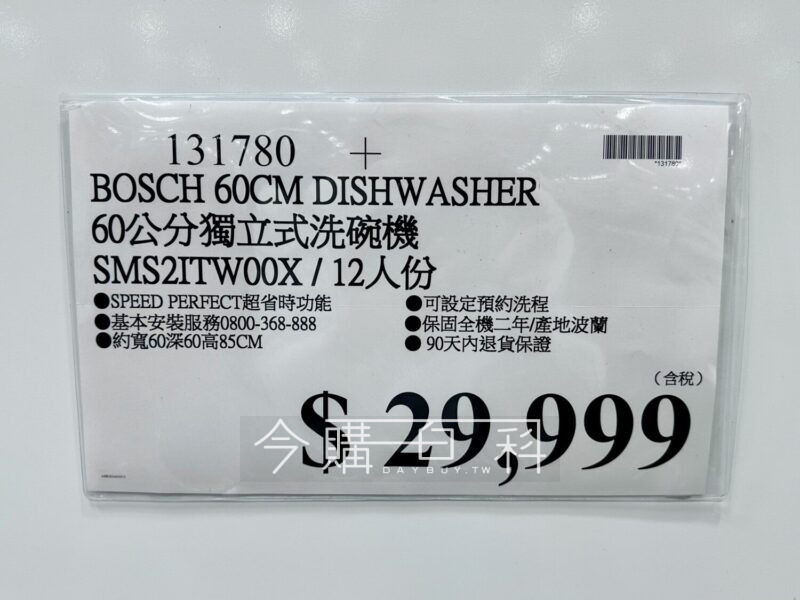 131780 +
*131780*
BOSCH 60CM DISHWASHER
60公分獨立式洗碗機
SMS2ITW00X / 12人份
●SPEED PERFECT超省時功能
●基本安裝服務0800-368-888
●約寬60深60高85CM
●可設定預約洗程
●保固全機二年/產地波蘭
● 90天內退貨保證
(含稅)
$ 29,999
今購百科
DAYBUY.TW